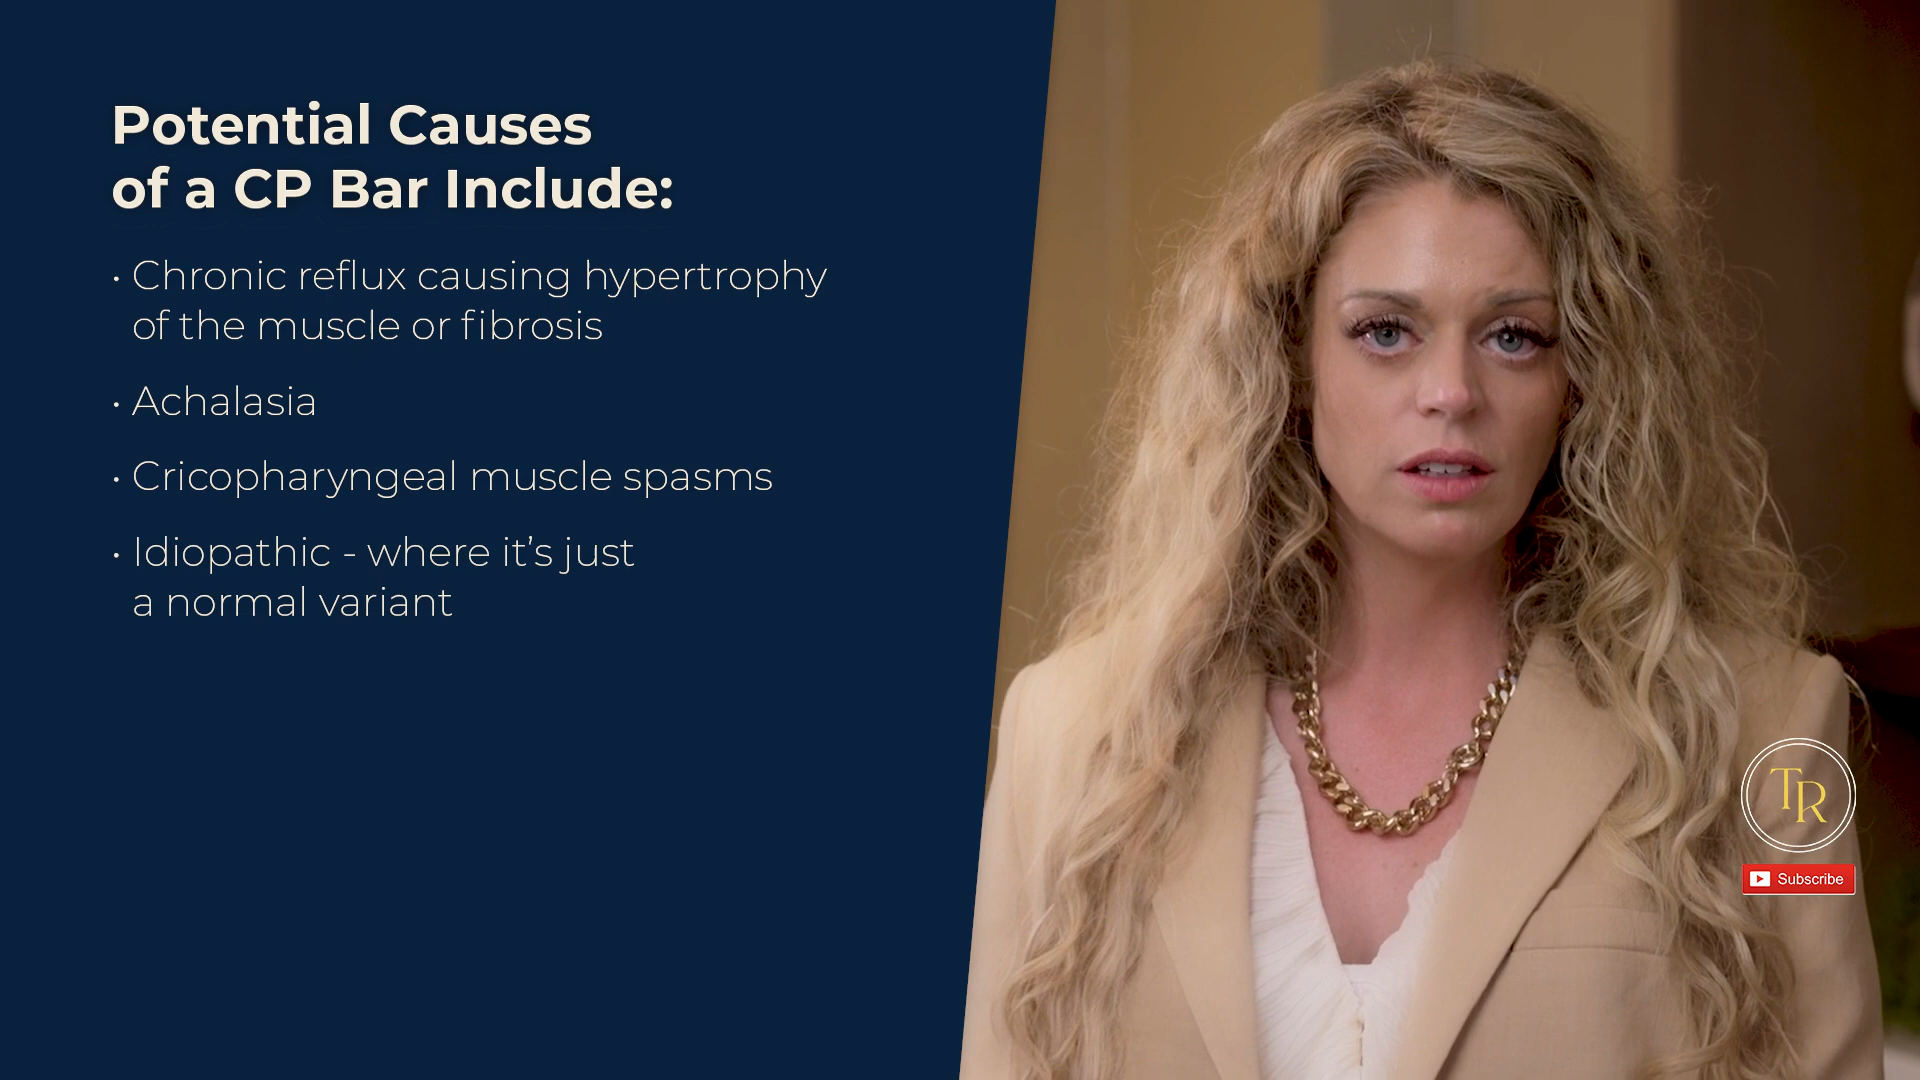 Potential Causes
of a CP Bar Include:
· Chronic reflux causing hypertrophy
of the muscle or fibrosis
· Achalasia
· Cricopharyngeal muscle spasms
· Idiopathic - where it’s just
a normal variant
TR
Subscribe